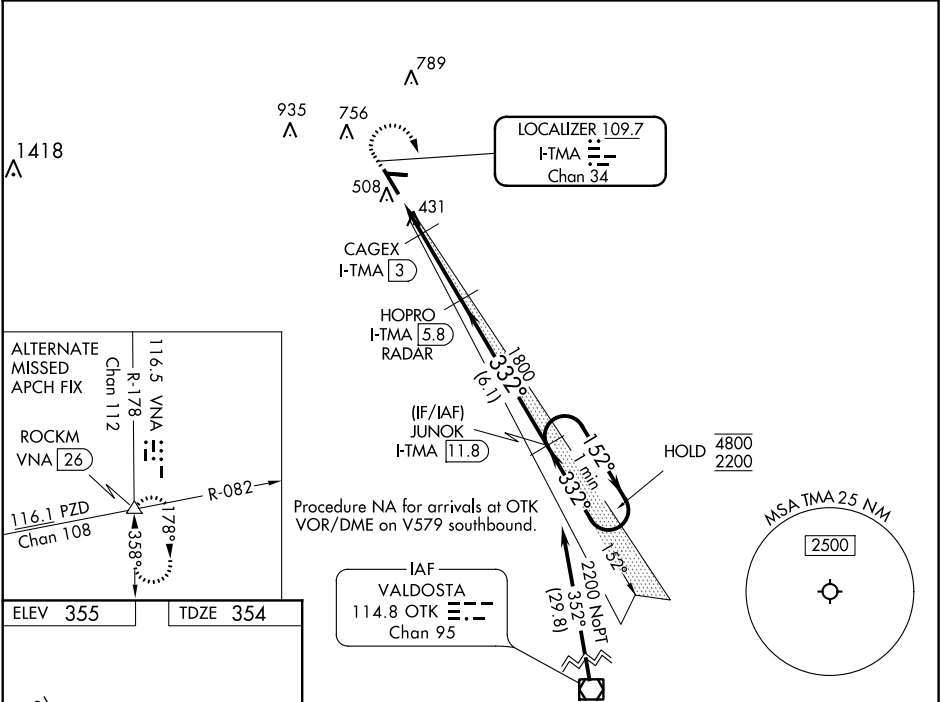 789
935
756
1418
LOCALIZER 109.7
I-TMA
Chan 34
508
431
CAGEX
I-TMA 3
HOPRO
I-TMA 5.8
RADAR
1800
332°
(6.1)
(IF/IAF)
JUNOK
I-TMA 11.8
152°
1 min
332°
HOLD 4800
2200
152°
Procedure NA for arrivals at OTK
VOR/DME on V579 southbound.
2200 NoPT
352°
(29.8)
IAF
VALDOSTA
114.8 OTK
Chan 95
MSA TMA 25 NM
2500
ALTERNATE
MISSED
APCH FIX
116.5 VNA
R-178
Chan 112
ROCKM
VNA 26
R-082
116.1 PZD
Chan 108
178°
358°
ELEV 355
TDZE 354